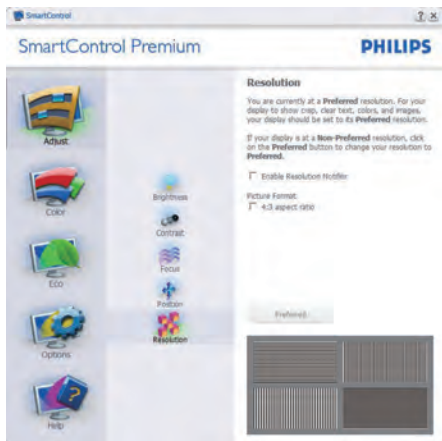 SmartControl
? ×
SmartControl Premium
PHILIPS
Adjust
Color
Eco
Options
Help
Brightness
Contrast
Focus
Position
Resolution
Resolution
You are currently at a Preferred resolution. For your
display to show crisp, clear text, colors, and images,
your display should be set to its Preferred resolution.
If your display is at a Non-Preferred resolution, click
on the Preferred button to change your resolution to
Preferred.
Enable Resolution Notifier
Picture Format:
4:3 aspect ratio
Preferred